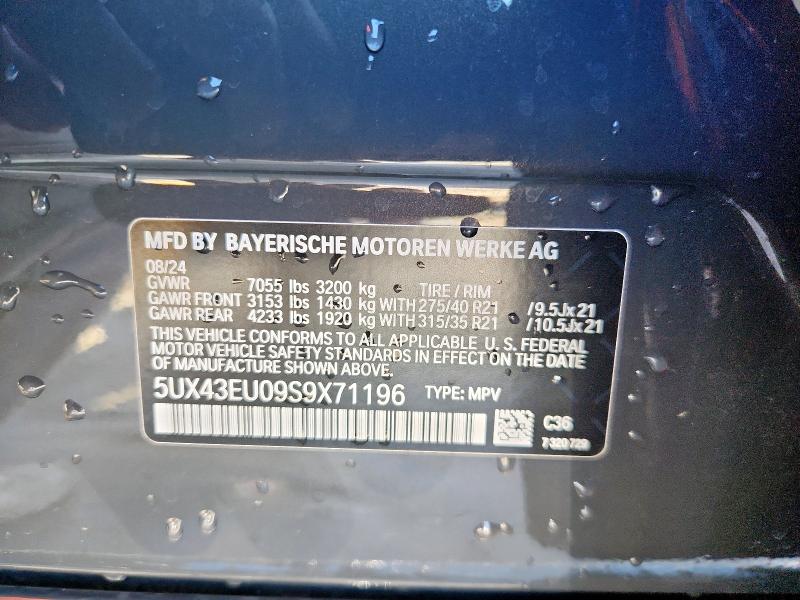 MFD BY BAYERISCHE MOTOREN WERKE AG
08/24
GVWR 7055 lbs 3200 kg TIRE / RIM
GAWR FRONT 3153 lbs 1430 kg WITH 275/40 R21 /9.5Jx21
GAWR REAR 4233 lbs 1920 kg WITH 315/35 R21 /10.5Jx21
THIS VEHICLE CONFORMS TO ALL APPLICABLE U. S. FEDERAL
MOTOR VEHICLE SAFETY STANDARDS IN EFFECT ON THE DATE
OF MANUFACTURE SHOWN ABOVE.
5UX43EU09S9X71196 TYPE: MPV
C36
7 320 729